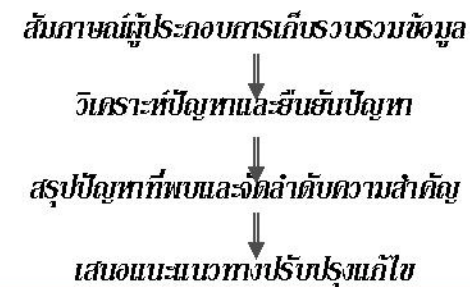 สัมภาษณ์ผู้ประกอบการเก็บรวบรวมข้อมูล
วิเคราะห์ปัญหาและยืนยันปัญหา
สรุปปัญหาที่พบและจัดลำดับความสำคัญ
เสนอแนะแนวทางปรับปรุงแก้ไข